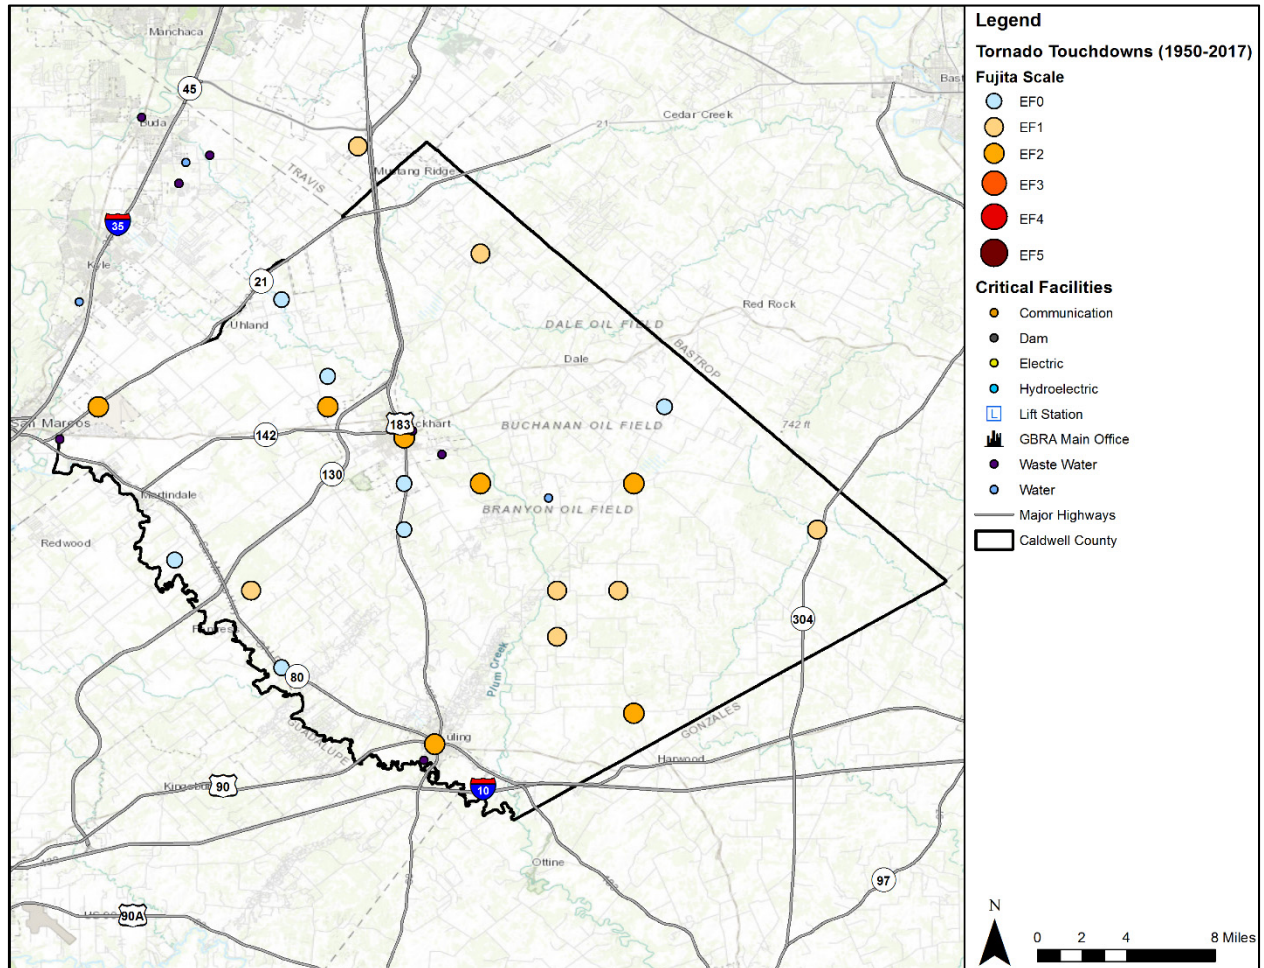 Manchaca
45
Buda
Cedar Creek
21
TRAVIS
Mustang Ridge
35
Kyle
21
Uhland
Red Rock
DALE OIL FIELD
BASTROP
Dale
183
BUCHANAN OIL FIELD
742 ft
142
130
Martindale
BRANYON OIL FIELD
Redwood
304
80
Plum Creek
GUADALUPE
GONZALES
Harwood
90
10
Ottine
97
90A
Legend
Tornado Touchdowns (1950-2017)
Fujita Scale
EF0
EF1
EF2
EF3
EF4
EF5
Critical Facilities
Communication
Dam
Electric
Hydroelectric
L Lift Station
GBRA Main Office
Waste Water
Water
Major Highways
Caldwell County
N
0 2 4 8 Miles